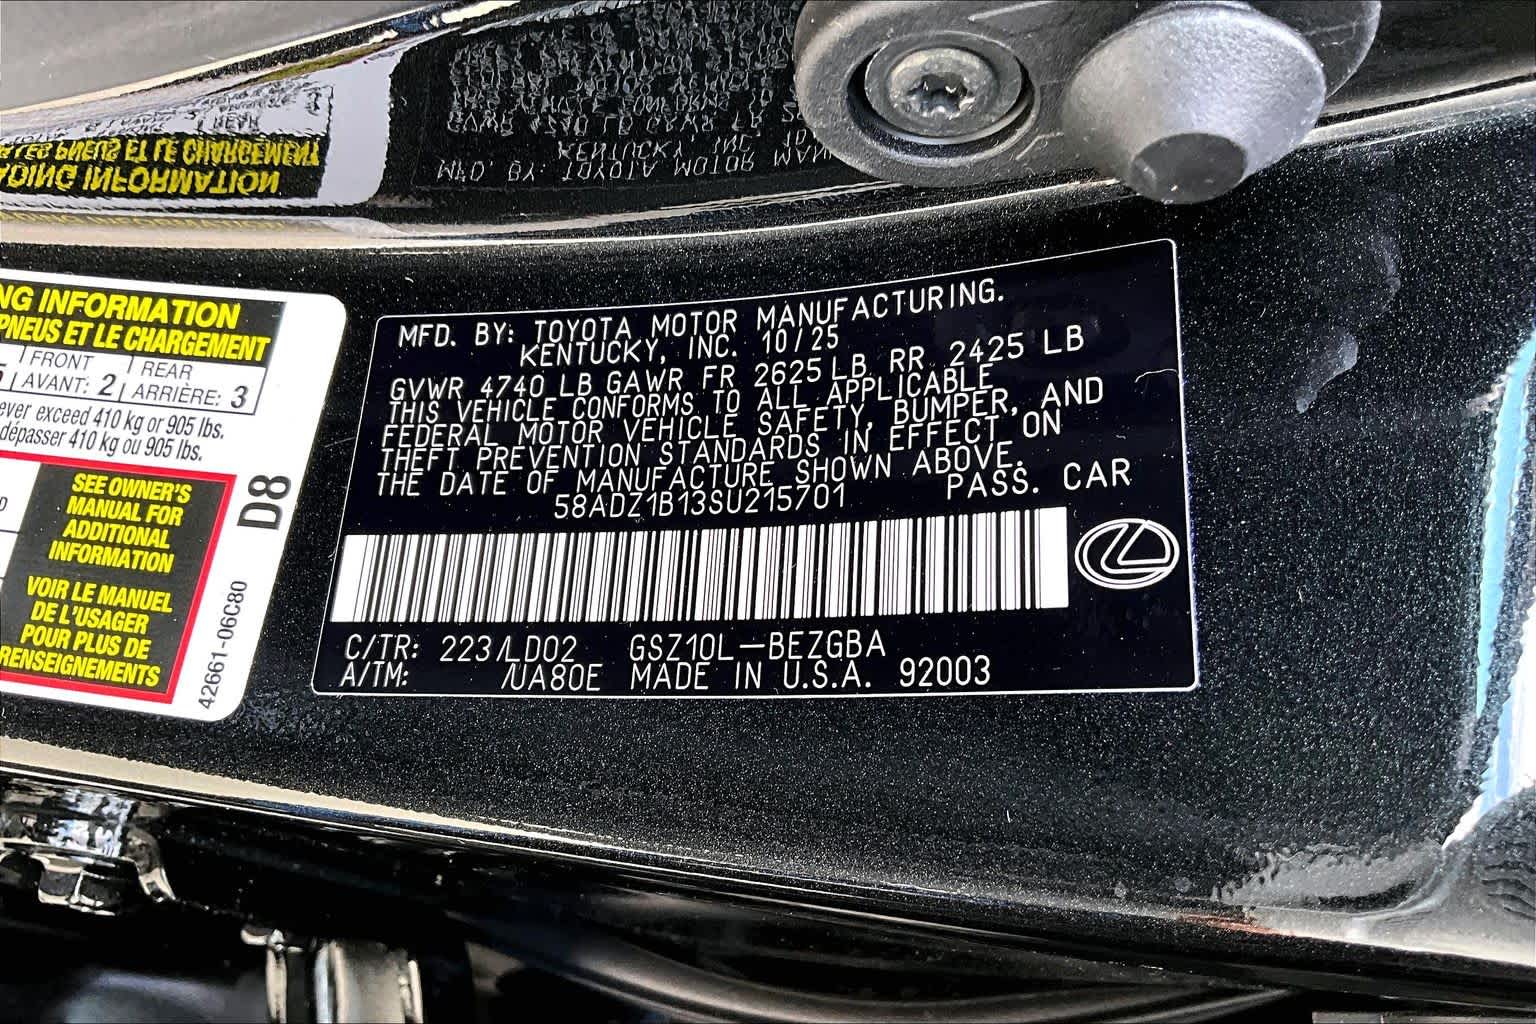 NG INFORMATION
PNEUS ET LE CHARGEMENT
5 FRONT AVANT: 2 REAR ARRIÈRE: 3
ever exceed 410 kg or 905 lbs.
dépasser 410 kg ou 905 lbs.
SEE OWNER'S
MANUAL FOR
ADDITIONAL
INFORMATION
VOIR LE MANUEL
DE L'USAGER
POUR PLUS DE
RENSEIGNEMENTS
D8
42661-06C80
MFD. BY: TOYOTA MOTOR MANUFACTURING.
KENTUCKY, INC. 10/25
GVWR 4740 LB GAWR FR 2625 LB RR 2425 LB
THIS VEHICLE CONFORMS TO ALL APPLICABLE
FEDERAL MOTOR VEHICLE SAFETY, BUMPER, AND
THEFT PREVENTION STANDARDS IN EFFECT ON
THE DATE OF MANUFACTURE SHOWN ABOVE.
58ADZ1B13SU215701 PASS. CAR
C/TR: 223/LD02 GSZ10L-BEZGBA
A/TM: /UA80E MADE IN U.S.A. 92003